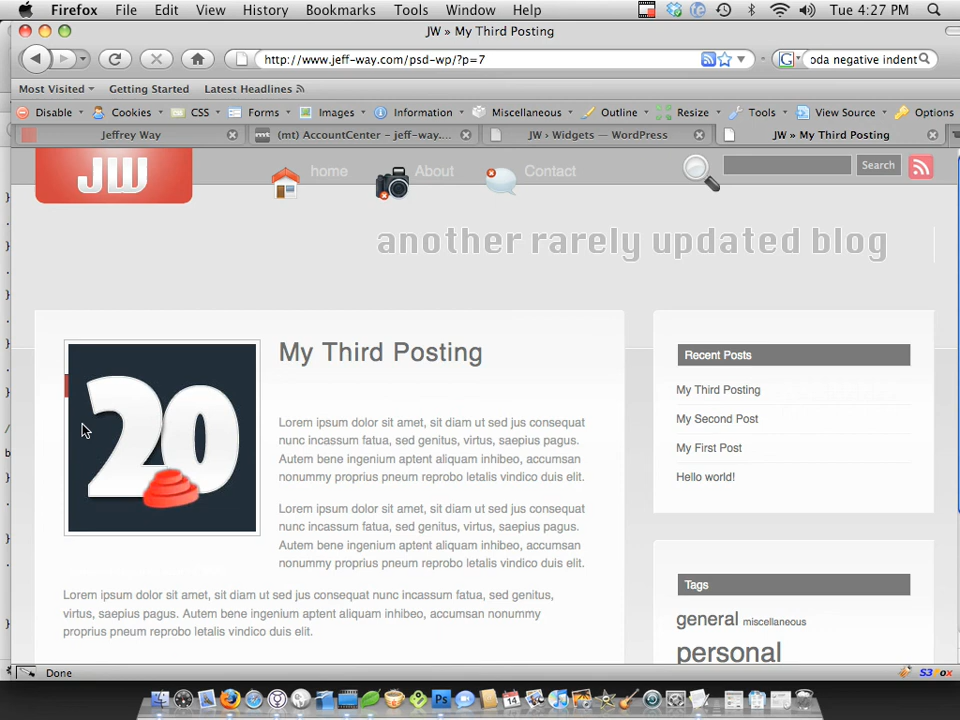 Firefox File Edit View History Bookmarks Tools Window Help Tue 4:27 PM
JW » My Third Posting
http://www.jeff-way.com/psd-wp/?p=7 G oda negative indent
Most Visited Getting Started Latest Headlines
Disable Cookies CSS Forms Images Information Miscellaneous Outline Resize Tools View Source Options
Jeffrey Way (mt) AccountCenter – jeff-way.... JW » Widgets — WordPress JW » My Third Posting
JW home About Contact Search
another rarely updated blog
My Third Posting
20
Lorem ipsum dolor sit amet, sit diam ut sed jus consequat
nunc incassum fatua, sed genitus, virtus, saepius pagus.
Autem bene ingenium aptent aliquam inhibeo, accumsan
nonummy proprius pneum reprobo letalis vindico duis elit.
Lorem ipsum dolor sit amet, sit diam ut sed jus consequat
nunc incassum fatua, sed genitus, virtus, saepius pagus.
Autem bene ingenium aptent aliquam inhibeo, accumsan
nonummy proprius pneum reprobo letalis vindico duis elit.
Lorem ipsum dolor sit amet, sit diam ut sed jus consequat nunc incassum fatua, sed genitus,
virtus, saepius pagus. Autem bene ingenium aptent aliquam inhibeo, accumsan nonummy
proprius pneum reprobo letalis vindico duis elit.
Recent Posts
My Third Posting
My Second Post
My First Post
Hello world!
Tags
general miscellaneous
personal
Done S3Fox
Ps 14